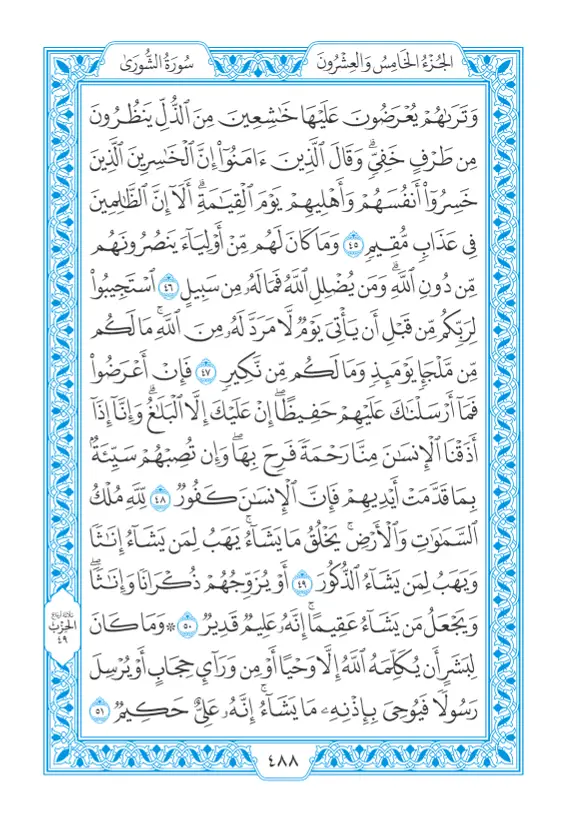 الجُزْءُ الخَامِسُ وَالعِشْرُونَ
سُورَةُ الشُّورَىٰ
وَتَرَىٰهُمْ يُعْرَضُونَ عَلَيْهَا خَٰشِعِينَ مِنَ ٱلذُّلِّ يَنظُرُونَ
مِن طَرْفٍ خَفِيٍّۗ وَقَالَ ٱلَّذِينَ ءَامَنُوٓا۟ إِنَّ ٱلْخَٰسِرِينَ ٱلَّذِينَ
خَسِرُوٓا۟ أَنفُسَهُمْ وَأَهْلِيهِمْ يَوْمَ ٱلْقِيَٰمَةِۗ أَلَآ إِنَّ ٱلظَّٰلِمِينَ
فِى عَذَابٍ مُّقِيمٍ ٤٥ وَمَا كَانَ لَهُم مِّنْ أَوْلِيَآءَ يَنصُرُونَهُم
مِّن دُونِ ٱللَّهِۗ وَمَن يُضْلِلِ ٱللَّهُ فَمَا لَهُۥ مِن سَبِيلٍ ٤٦ ٱسْتَجِيبُوا۟
لِرَبِّكُم مِّن قَبْلِ أَن يَأْتِىَ يَوْمٌ لَّا مَرَدَّ لَهُۥ مِنَ ٱللَّهِۚ مَا لَكُم
مِّن مَّلْجَإٍ يَوْمَئِذٍ وَمَا لَكُم مِّن نَّكِيرٍ ٤٧ فَإِنْ أَعْرَضُوا۟
فَمَآ أَرْسَلْنَٰكَ عَلَيْهِمْ حَفِيظًاۖ إِنْ عَلَيْكَ إِلَّا ٱلْبَلَٰغُۗ وَإِنَّآ إِذَآ
أَذَقْنَا ٱلْإِنسَٰنَ مِنَّا رَحْمَةً فَرِحَ بِهَاۖ وَإِن تُصِبْهُمْ سَيِّئَةٌۢ
بِمَا قَدَّمَتْ أَيْدِيهِمْ فَإِنَّ ٱلْإِنسَٰنَ كَفُورٌ ٤٨ لِّلَّهِ مُلْكُ
ٱلسَّمَٰوَٰتِ وَٱلْأَرْضِۚ يَخْلُقُ مَا يَشَآءُۚ يَهَبُ لِمَن يَشَآءُ إِنَٰثًا
وَيَهَبُ لِمَن يَشَآءُ ٱلذُّكُورَ ٤٩ أَوْ يُزَوِّجُهُمْ ذُكْرَانًا وَإِنَٰثًاۖ
وَيَجْعَلُ مَن يَشَآءُ عَقِيمًاۚ إِنَّهُۥ عَلِيمٌ قَدِيرٌ ٥٠ ۞ وَمَا كَانَ
لِبَشَرٍ أَن يُكَلِّمَهُ ٱللَّهُ إِلَّا وَحْيًا أَوْ مِن وَرَآئِ حِجَابٍ أَوْ يُرْسِلَ
رَسُولًا فَيُوحِىَ بِإِذْنِهِۦ مَا يَشَآءُۚ إِنَّهُۥ عَلِىٌّ حَكِيمٌ ٥١
ثلاثة أرباع
الحِزْب
٤٩
٤٨٨